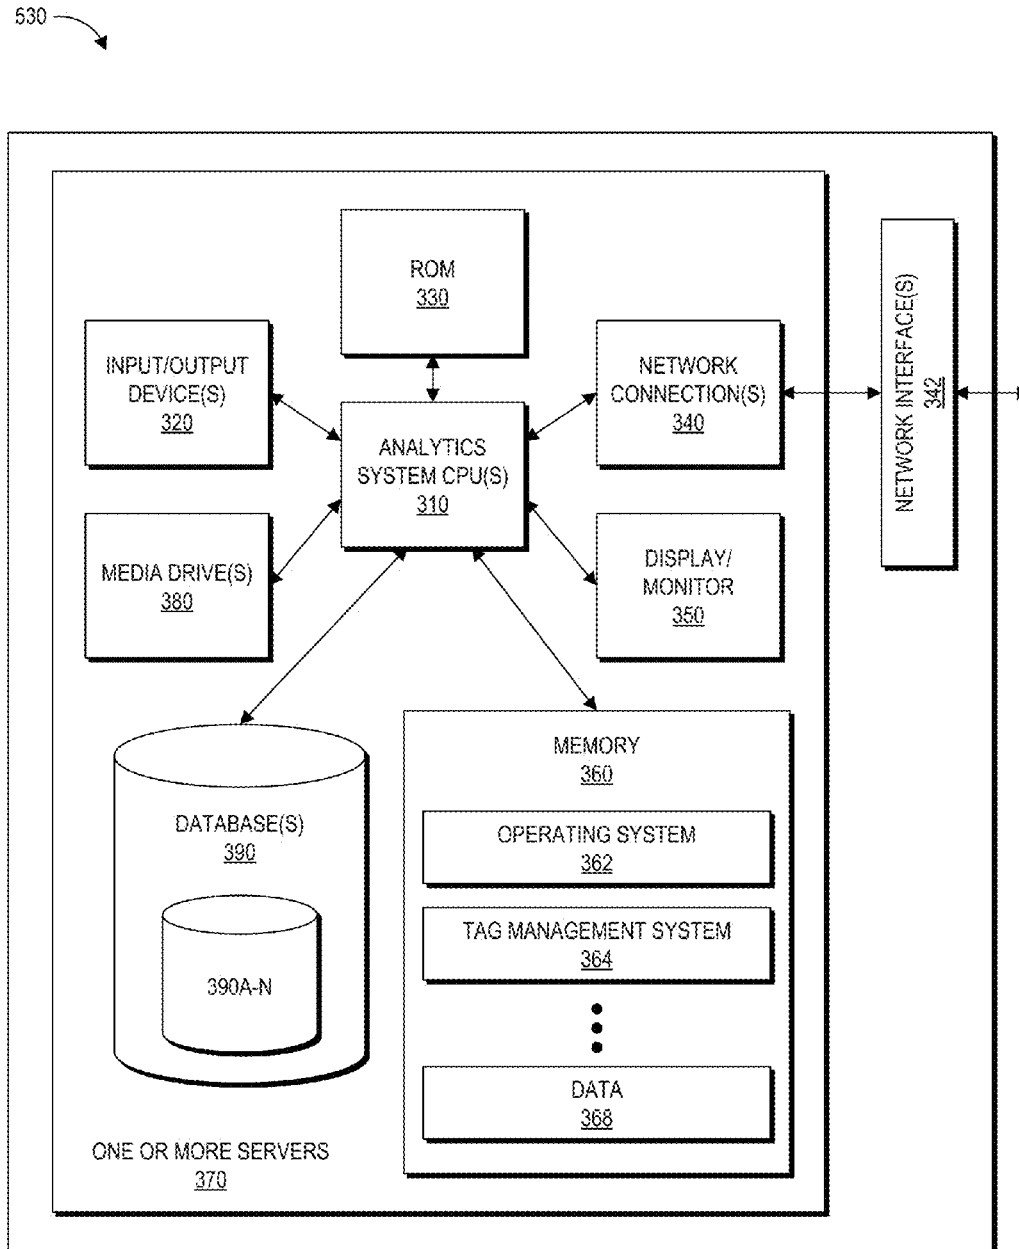 530
ROM
330
INPUT/OUTPUT
DEVICE(S)
320
NETWORK
CONNECTION(S)
340
NETWORK INTERFACE(S)
342
ANALYTICS
SYSTEM CPU(S)
310
MEDIA DRIVE(S)
380
DISPLAY/
MONITOR
350
MEMORY
360
DATABASE(S)
390
OPERATING SYSTEM
362
TAG MANAGEMENT SYSTEM
364
390A-N
DATA
368
ONE OR MORE SERVERS
370